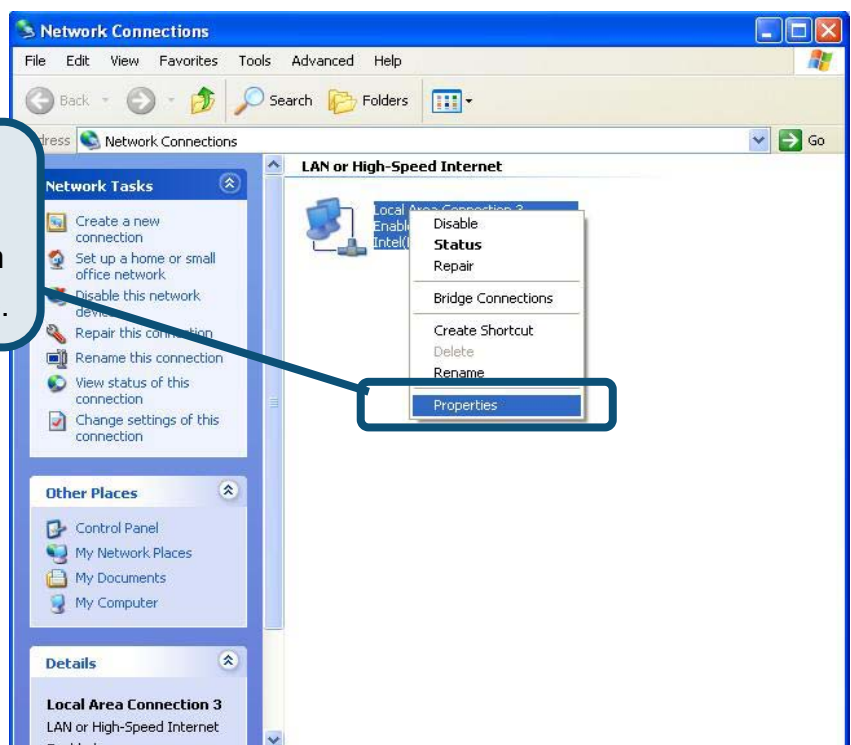 Network Connections
File Edit View Favorites Tools Advanced Help
Back Search Folders
Network Connections Go
Network Tasks
Create a new
connection
Set up a home or small
office network
Disable this network
Repair this connection
Rename this connection
View status of this
connection
Change settings of this
connection
Other Places
Control Panel
My Network Places
My Documents
My Computer
Details
Local Area Connection 3
LAN or High-Speed Internet
LAN or High-Speed Internet
Local Area Connection 3
Disable
Status
Repair
Bridge Connections
Create Shortcut
Delete
Rename
Properties